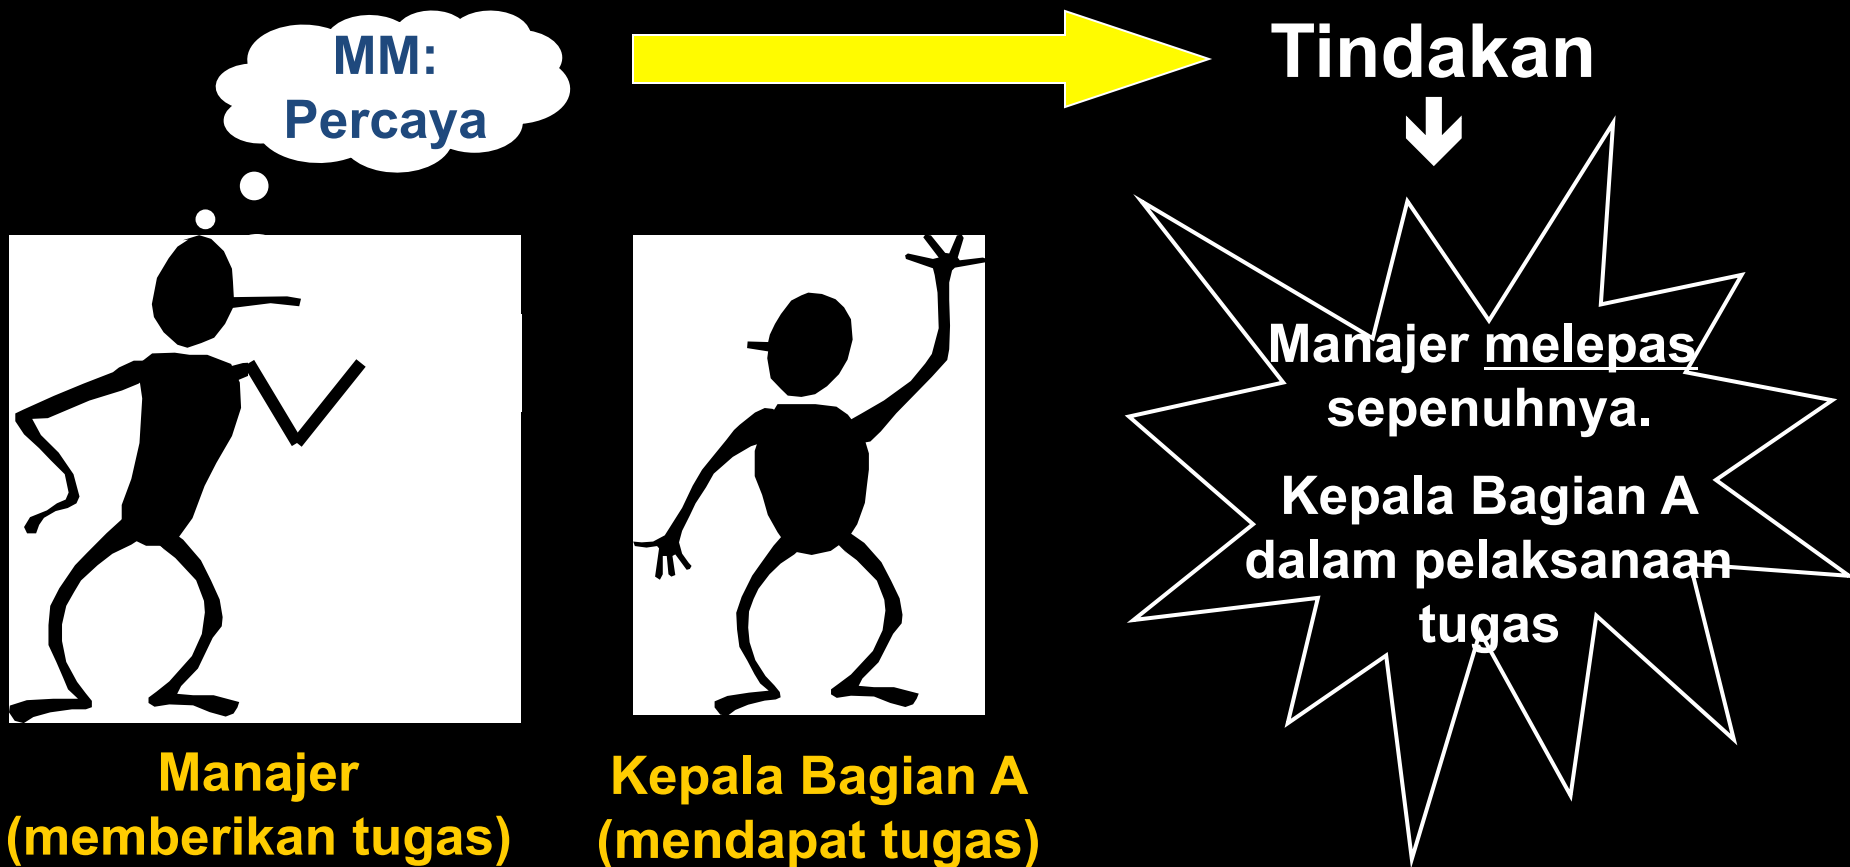 MM:
Percaya
Tindakan
Manajer melepas
sepenuhnya.
Kepala Bagian A
dalam pelaksanaan
tugas
Manajer
(memberikan tugas)
Kepala Bagian A
(mendapat tugas)